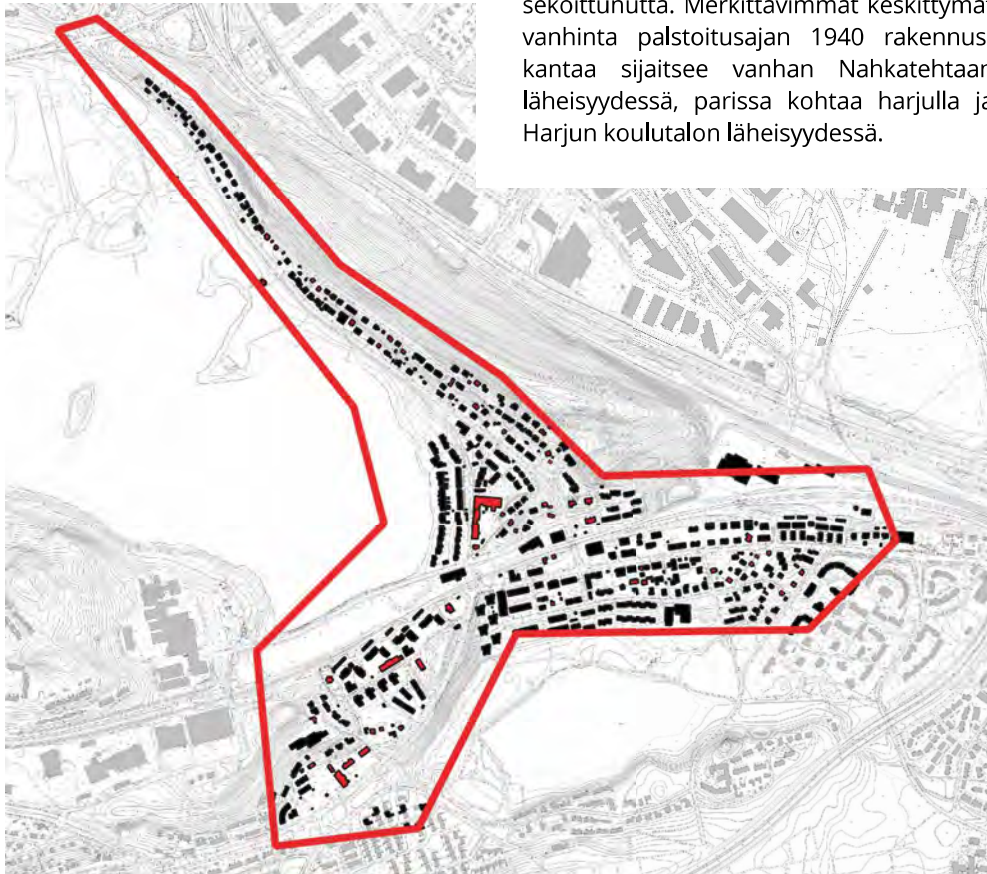 sekoittunutta. Merkittävimmät keskittymät
vanhinta palstoitusajan 1940 rakennus-
kantaa sijaitsee vanhan Nahkatehtaan
läheisyydessä, parissa kohtaa harjulla ja
Harjun koulutalon läheisyydessä.